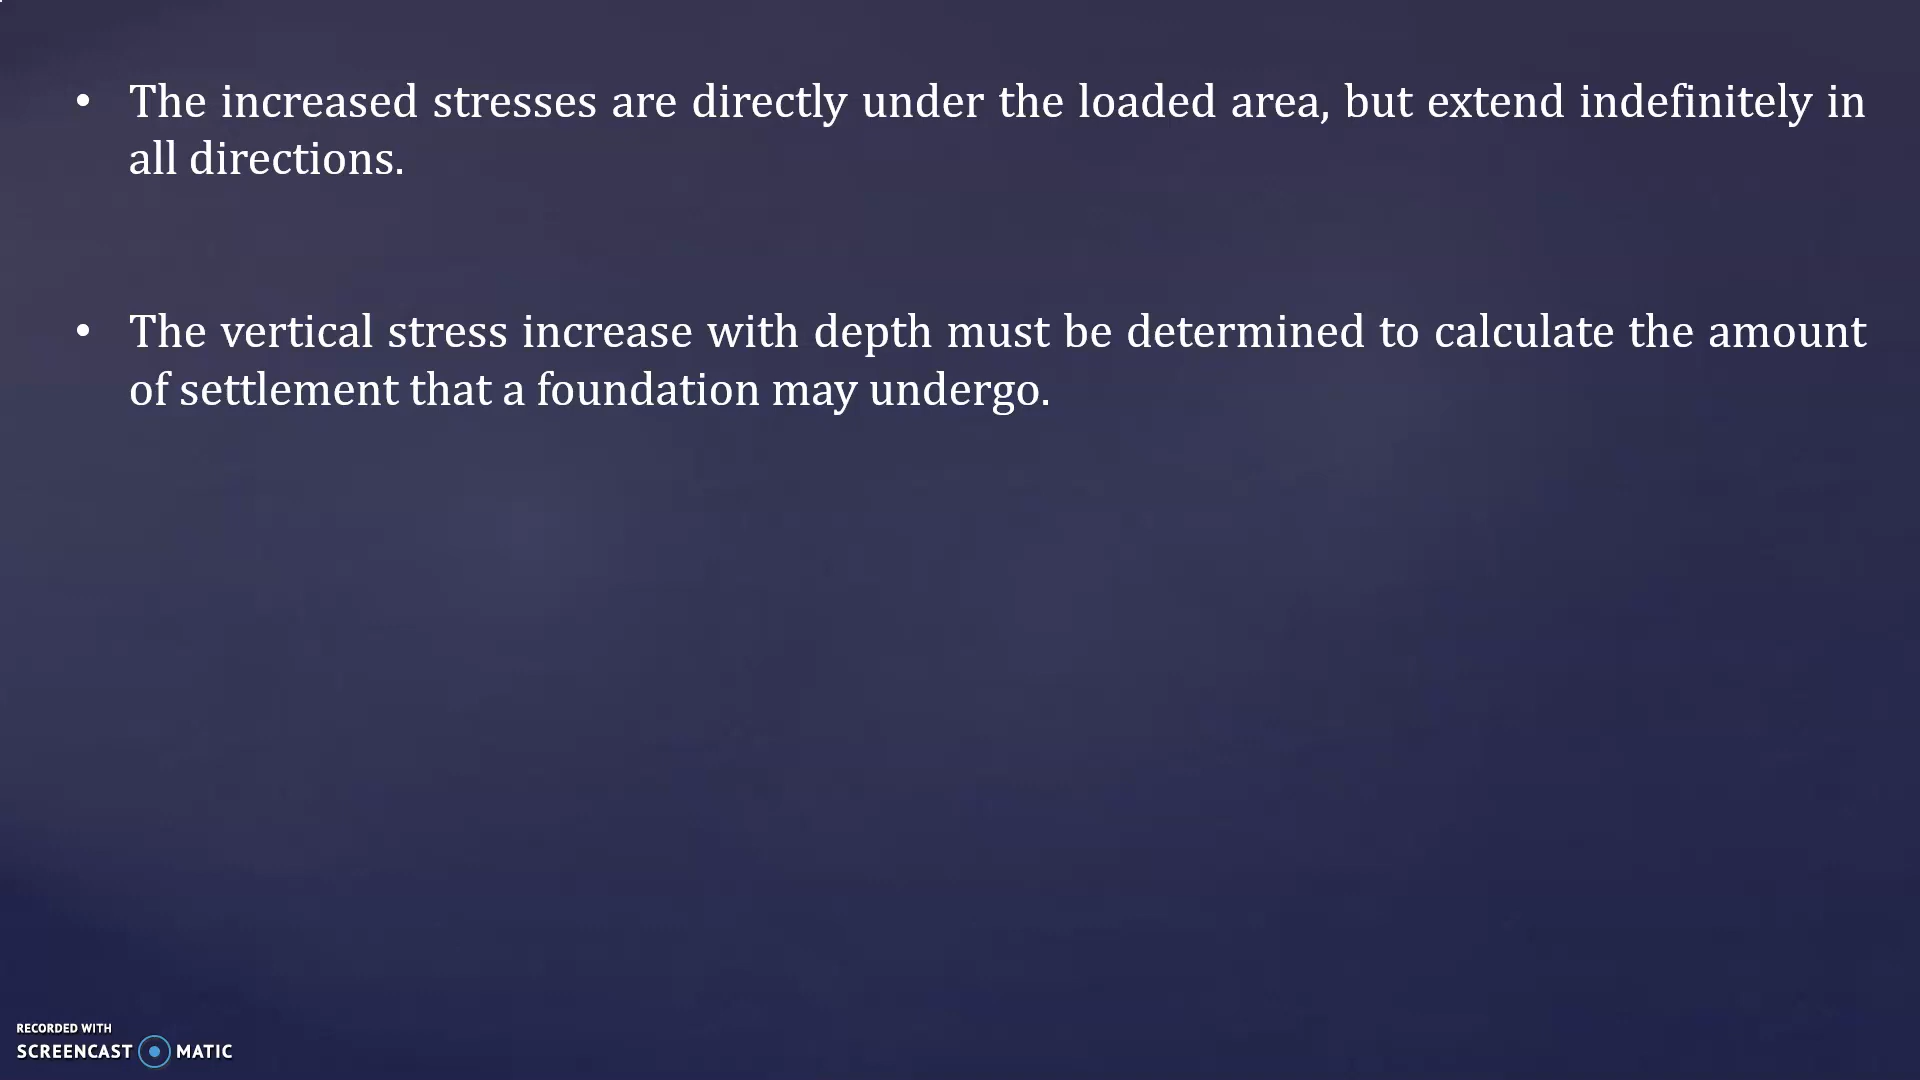 • The increased stresses are directly under the loaded area, but extend indefinitely in
all directions.
• The vertical stress increase with depth must be determined to calculate the amount
of settlement that a foundation may undergo.
RECORDED WITH
SCREENCAST MATIC